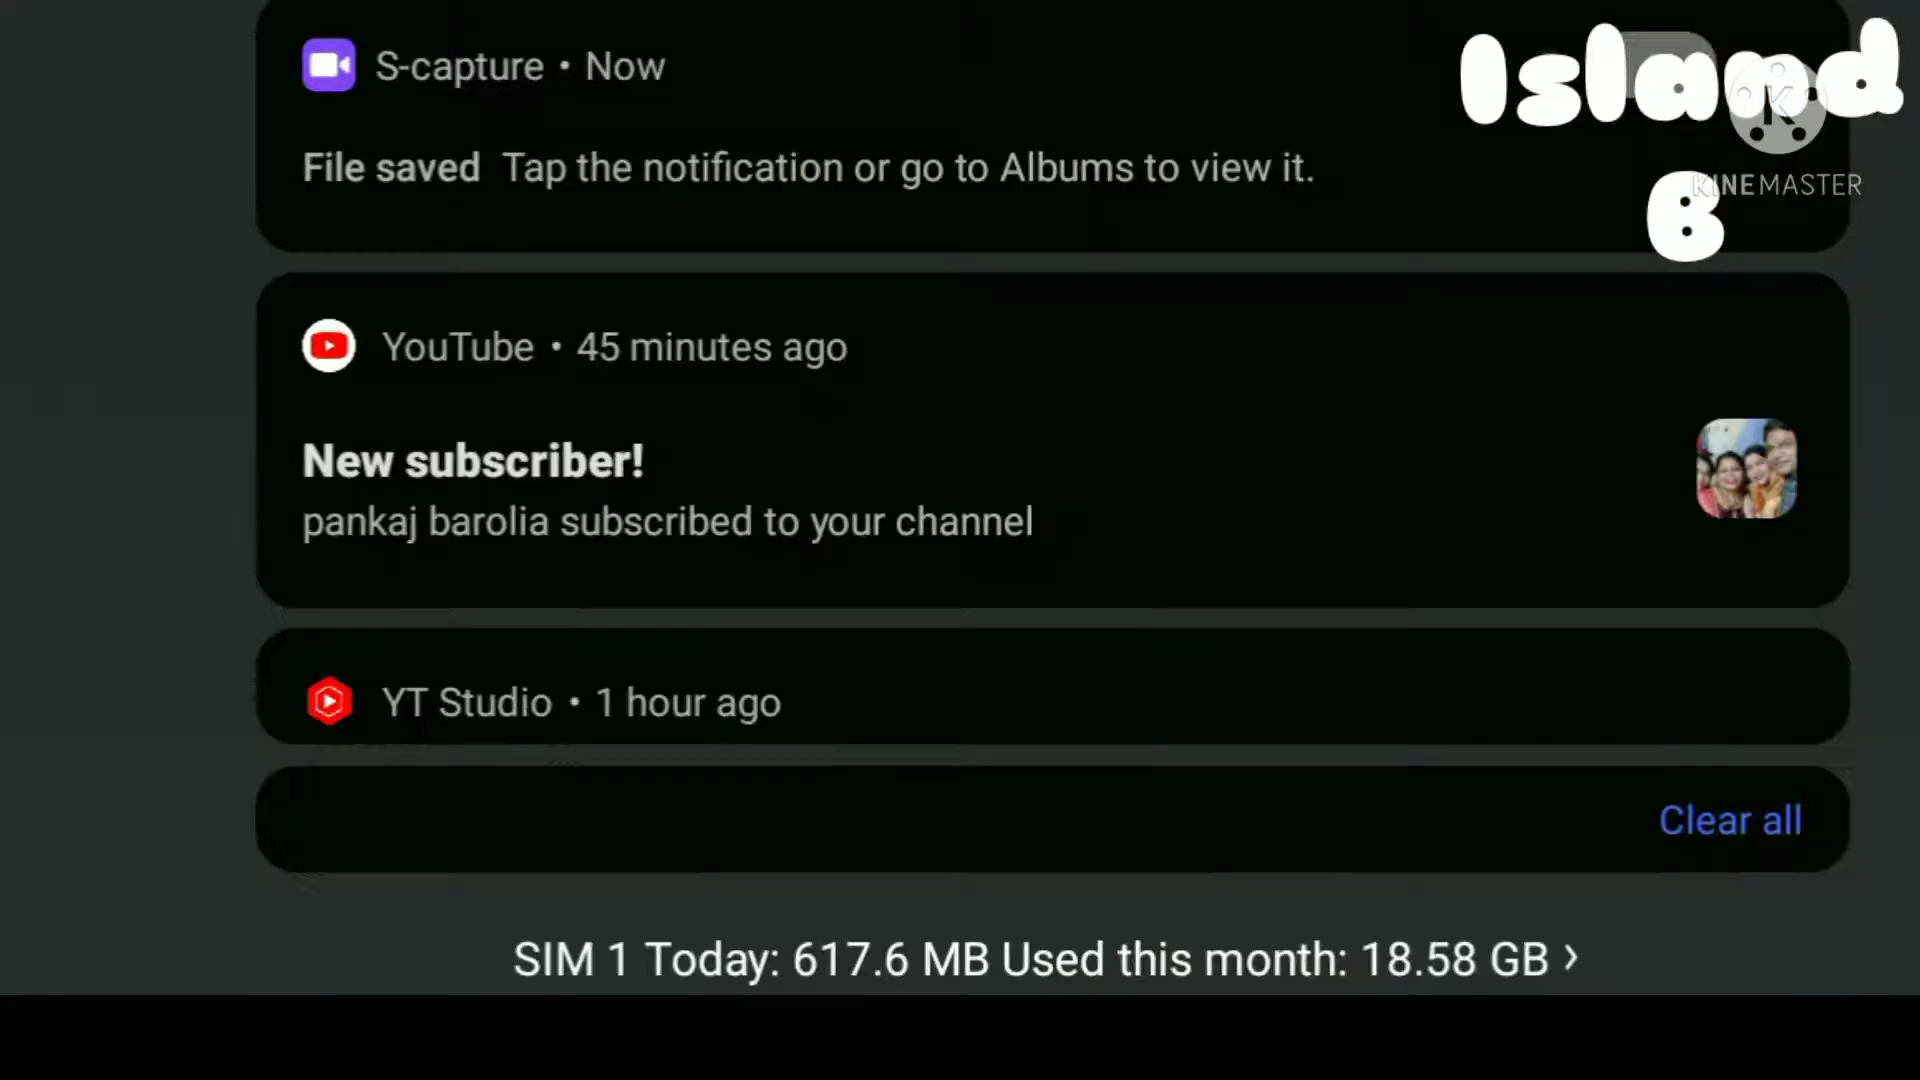 S-capture • Now
File saved Tap the notification or go to Albums to view it.
Island
6
KINEMASTER
YouTube • 45 minutes ago
New subscriber!
pankaj barolia subscribed to your channel
YT Studio • 1 hour ago
Clear all
SIM 1 Today: 617.6 MB Used this month: 18.58 GB >